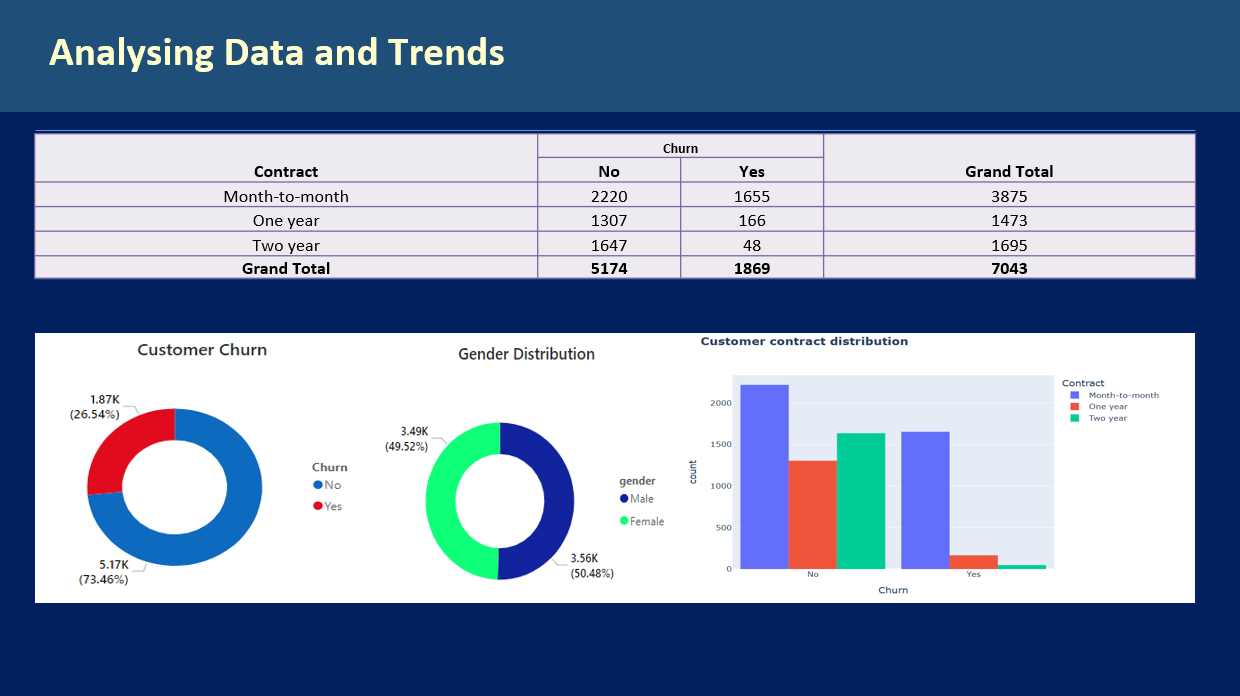 Analysing Data and Trends
Contract Churn Grand Total
No Yes
Month-to-month 2220 1655 3875
One year 1307 166 1473
Two year 1647 48 1695
Grand Total 5174 1869 7043
Customer Churn
1.87K
(26.54%)
5.17K
(73.46%)
Churn
No
Yes
Gender Distribution
3.49K
(49.52%)
3.56K
(50.48%)
gender
Male
Female
Customer contract distribution
count
2000
1500
1000
500
0
No Yes
Churn
Contract
Month-to-month
One year
Two year